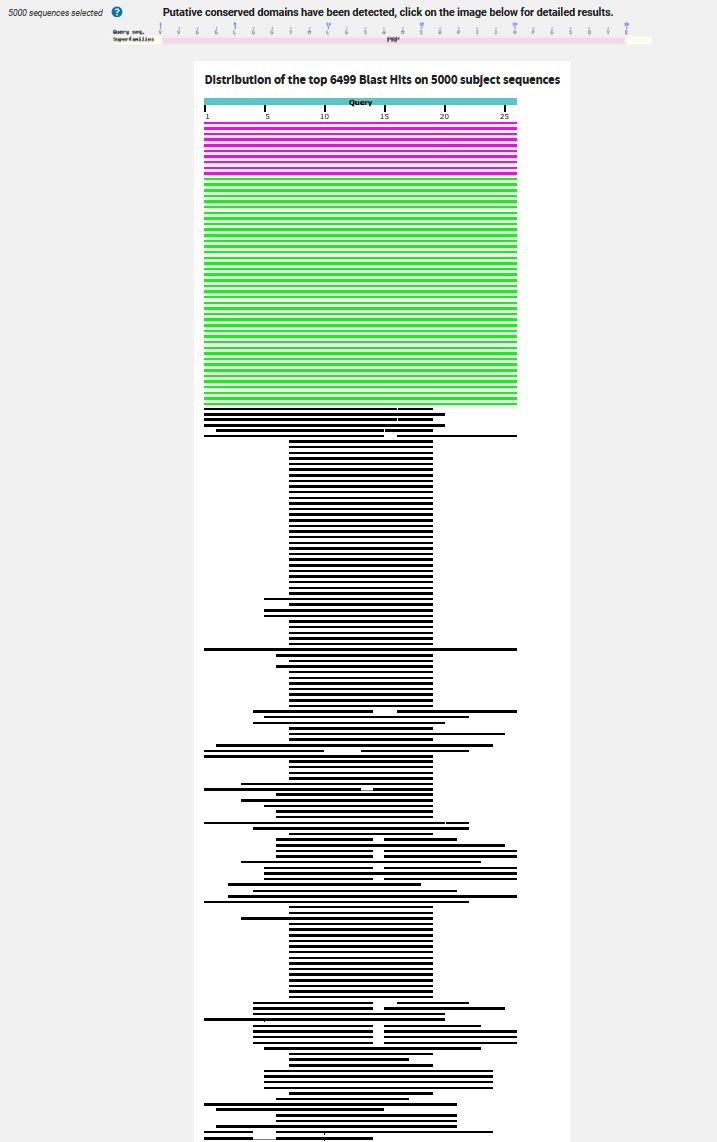 5000 sequences selected ? Putative conserved domains have been detected, click on the image below for detailed results.
Query seq.
V V G G L G G Y M L G S A M S R P I I H F G S D Y E
Superfamilies PRP
Distribution of the top 6499 Blast Hits on 5000 subject sequences
Query
1 5 10 15 20 25